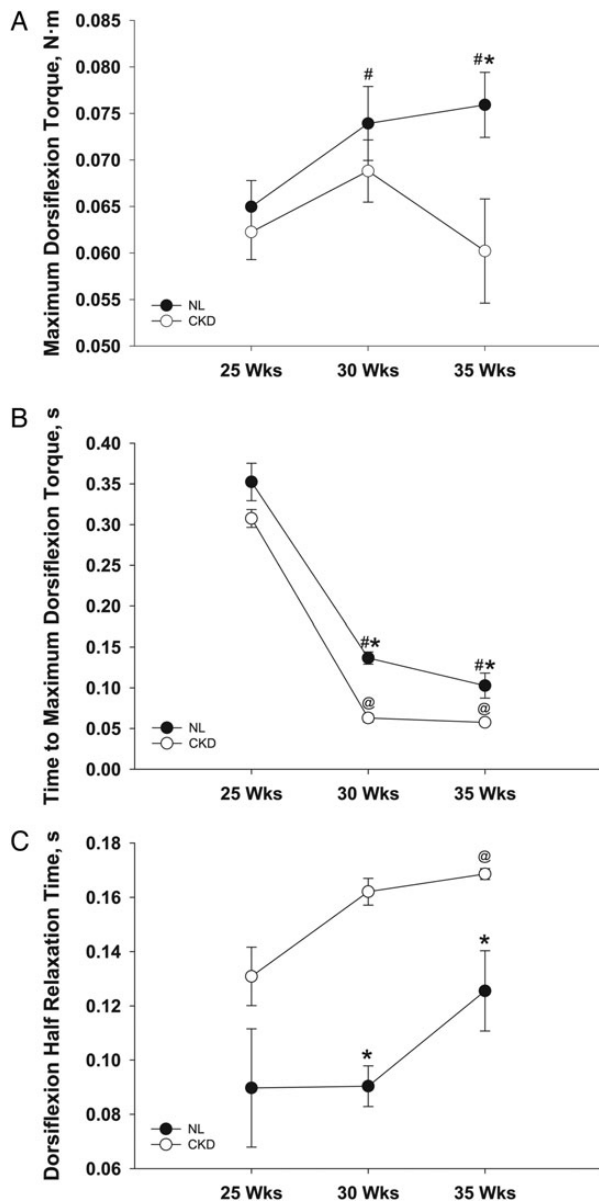 A
Maximum Dorsiflexion Torque, N·m
0.085
0.080
0.075
0.070
0.065
0.060
0.055
0.050
#
#*
NL
CKD
25 Wks 30 Wks 35 Wks
B
Time to Maximum Dorsiflexion Torque, s
0.40
0.35
0.30
0.25
0.20
0.15
0.10
0.05
0.00
#*
#*
@
@
NL
CKD
25 Wks 30 Wks 35 Wks
C
Dorsiflexion Half Relaxation Time, s
0.18
0.16
0.14
0.12
0.10
0.08
0.06
@
*
*
NL
CKD
25 Wks 30 Wks 35 Wks